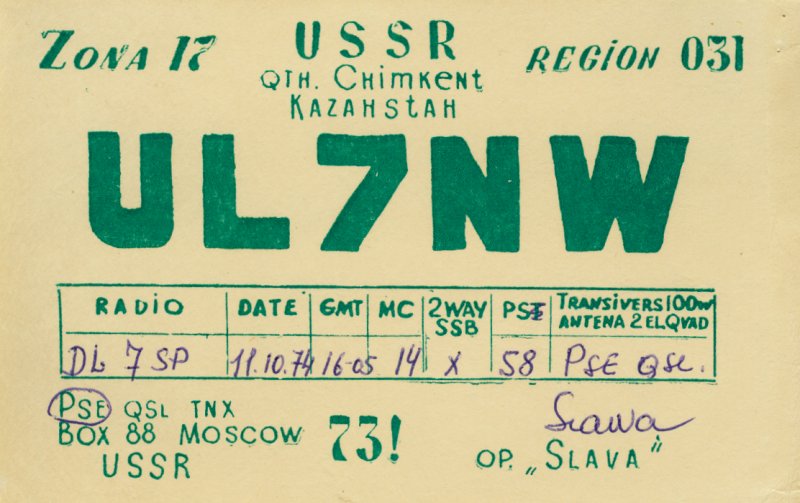 ZONA 17 USSR REGION 031
QTH. CHIMKENT
KAZAHSTAH
UL7NW
RADIO DATE GMT MC 2WAY SSB PSE TRANSIVERS 100W ANTENA 2 EL. QVAD
DL 7 SP 11.10.74 16-05 14 X 58 PSE QSL.
PSE QSL TNX
BOX 88 MOSCOW
USSR
73!
Slawa
OP. „SLAVA"